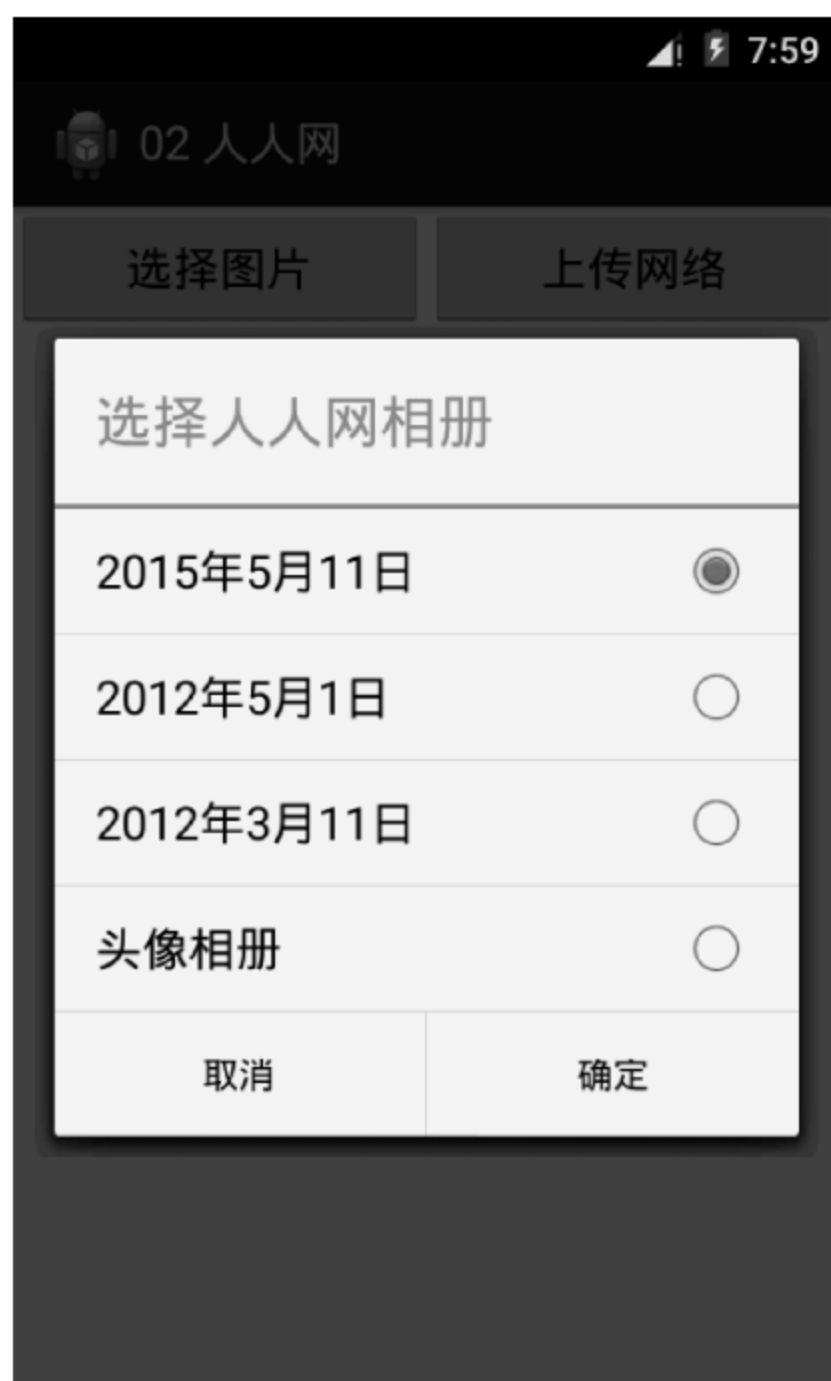 7:59
02 人人网
选择图片 上传网络
选择人人网相册
2015年5月11日
2012年5月1日
2012年3月11日
头像相册
取消 确定